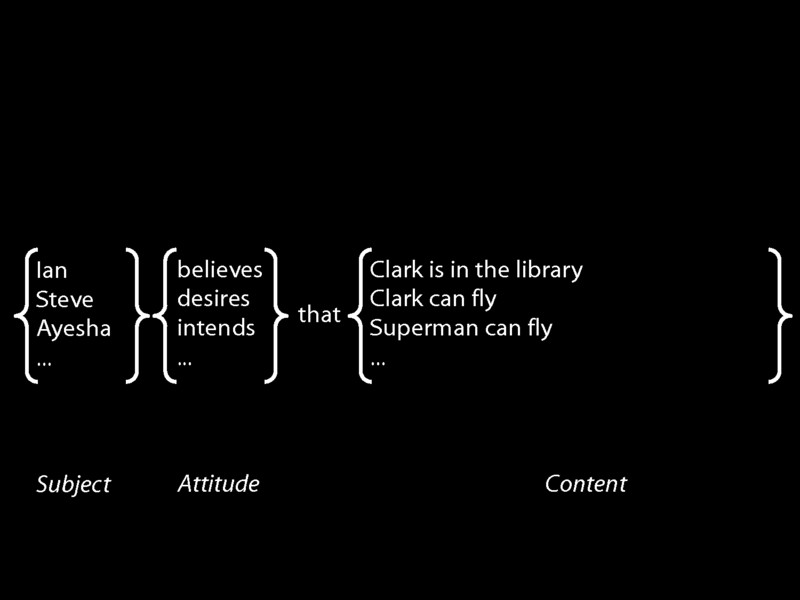 Ian believes Clark is in the library
Steve desires Clark can fly
that
Ayesha intends Superman can fly
... ... ...
Subject Attitude Content